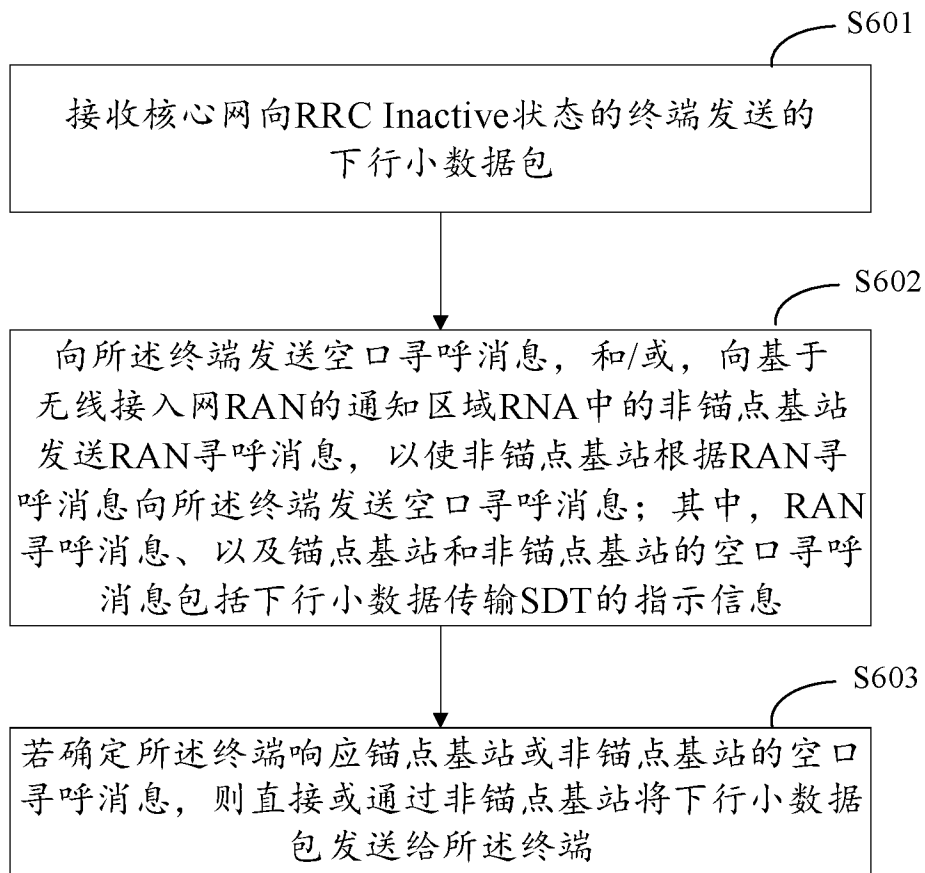 S601
接收核心网向RRC Inactive状态的终端发送的
下行小数据包
S602
向所述终端发送空口寻呼消息，和/或，向基于
无线接入网RAN的通知区域RNA中的非锚点基站
发送RAN寻呼消息，以使非锚点基站根据RAN寻
呼消息向所述终端发送空口寻呼消息；其中，RAN
寻呼消息、以及锚点基站和非锚点基站的空口寻呼
消息包括下行小数据传输SDT的指示信息
S603
若确定所述终端响应锚点基站或非锚点基站的空口
寻呼消息，则直接或通过非锚点基站将下行小数据
包发送给所述终端